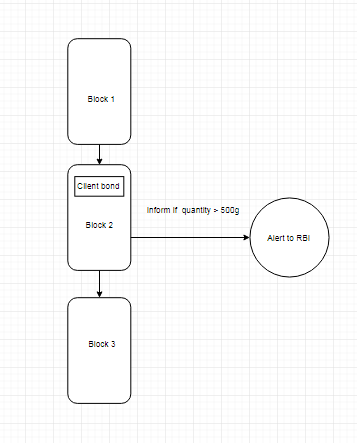 Block 1
Client bond
Block 2
Inform if quantity > 500g
Alert to RBI
Block 3